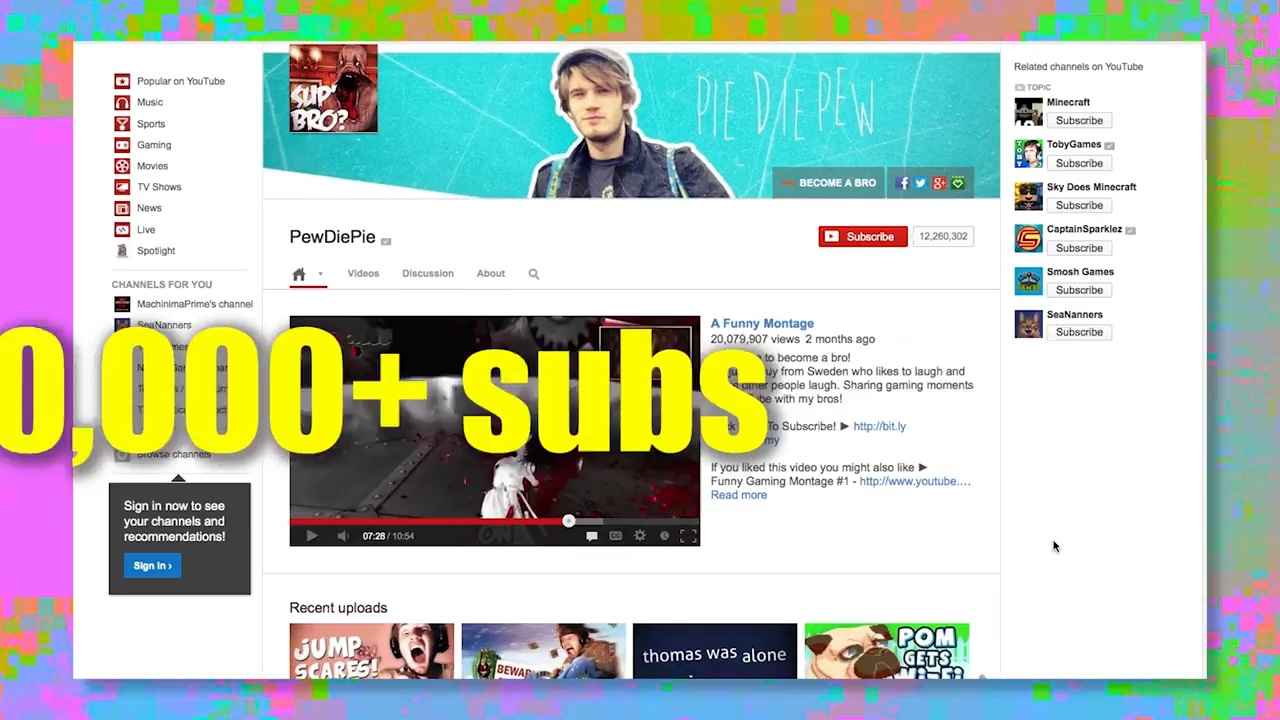 SUP
BRO?
PIE DIE PEW
BECOME A BRO
Popular on YouTube
Music
Sports
Gaming
Movies
TV Shows
News
Live
Spotlight
CHANNELS FOR YOU
MachinimaPrime's channel
SeaNanners
Browse channels
Sign in now to see
your channels and
recommendations!
Sign In ›
PewDiePie
Subscribe
12,260,302
Videos
Discussion
About
0,000+ subs
07:28 / 10:54
A Funny Montage
20,079,907 views 2 months ago
to become a bro!
guy from Sweden who likes to laugh and
other people laugh. Sharing gaming moments
Tube with my bros!
To Subscribe! ► http://bit.ly
If you liked this video you might also like ►
Funny Gaming Montage #1 - http://www.youtube....
Read more
Recent uploads
JUMP
SCARES!
BEWARE
thomas was alone
POM
GETS
Related channels on YouTube
TOPIC
Minecraft
Subscribe
TOBY
TobyGames
Subscribe
Sky Does Minecraft
Subscribe
CaptainSparklez
Subscribe
Smosh Games
Subscribe
SeaNanners
Subscribe